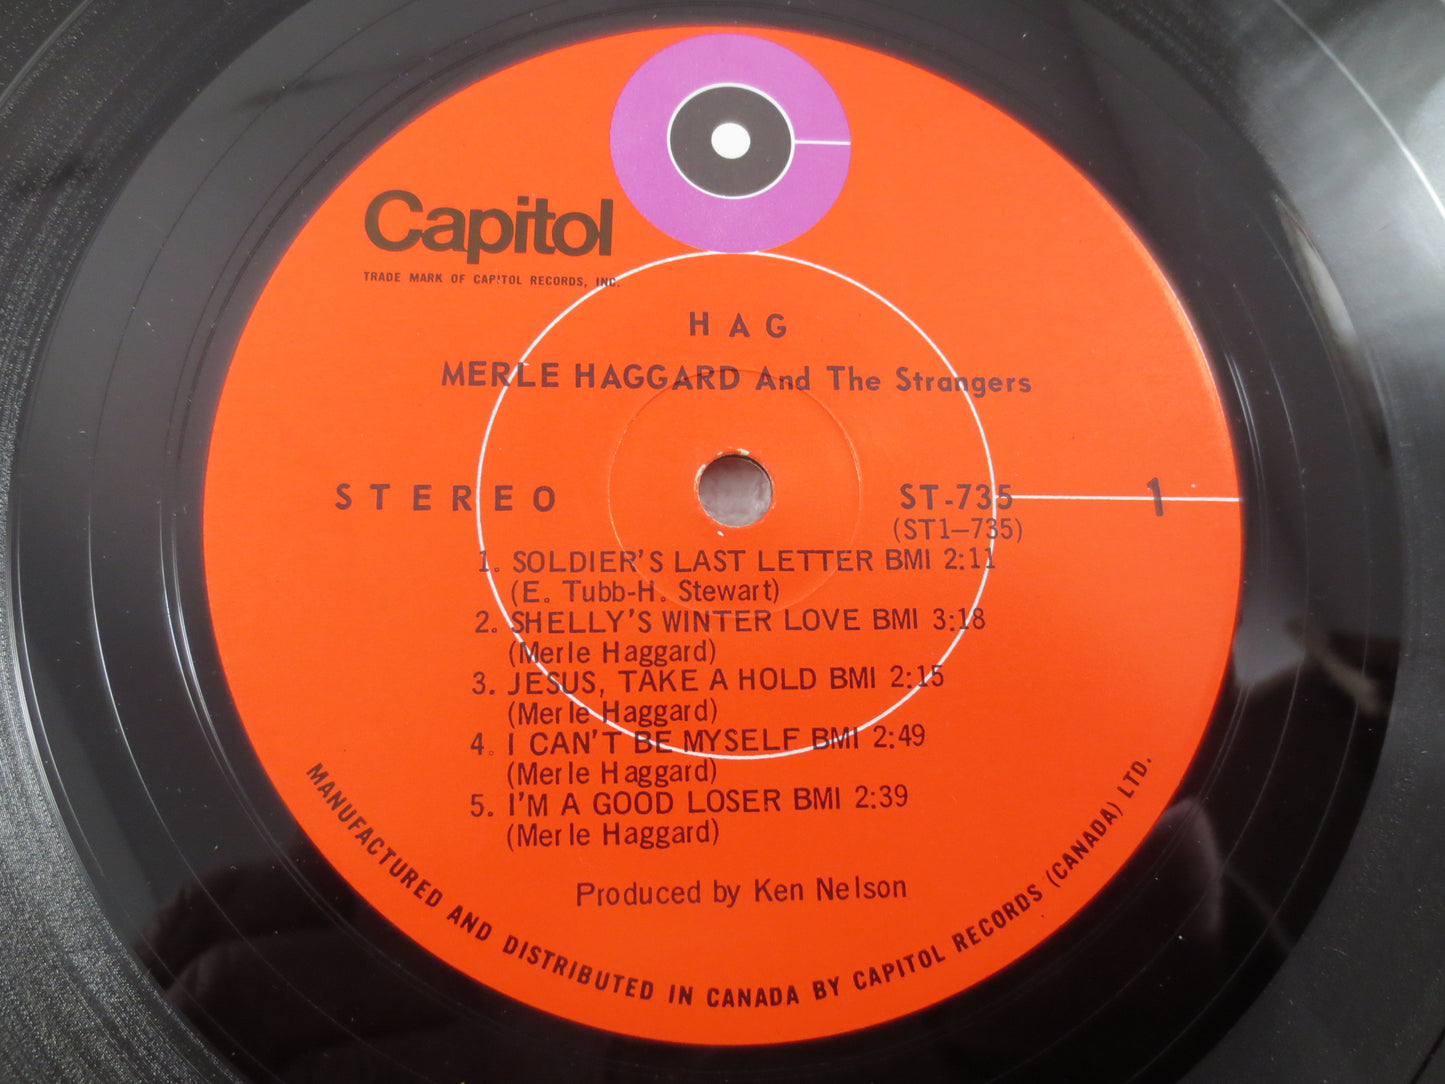 Capitol
TRADE MARK OF CAPITOL RECORDS, INC.
HAG
MERLE HAGGARD And The Strangers
STEREO
ST-735
1
(ST1-735)
1. SOLDIER'S LAST LETTER BMI 2:11
(E. Tubb-H. Stewart)
2. SHELLY'S WINTER LOVE BMI 3:18
(Merle Haggard)
3. JESUS, TAKE A HOLD BMI 2:15
(Merle Haggard)
4. I CAN'T BE MYSELF BMI 2:49
(Merle Haggard)
5. I'M A GOOD LOSER BMI 2:39
(Merle Haggard)
Produced by Ken Nelson
MANUFACTURED AND DISTRIBUTED IN CANADA BY CAPITOL RECORDS (CANADA) LTD.